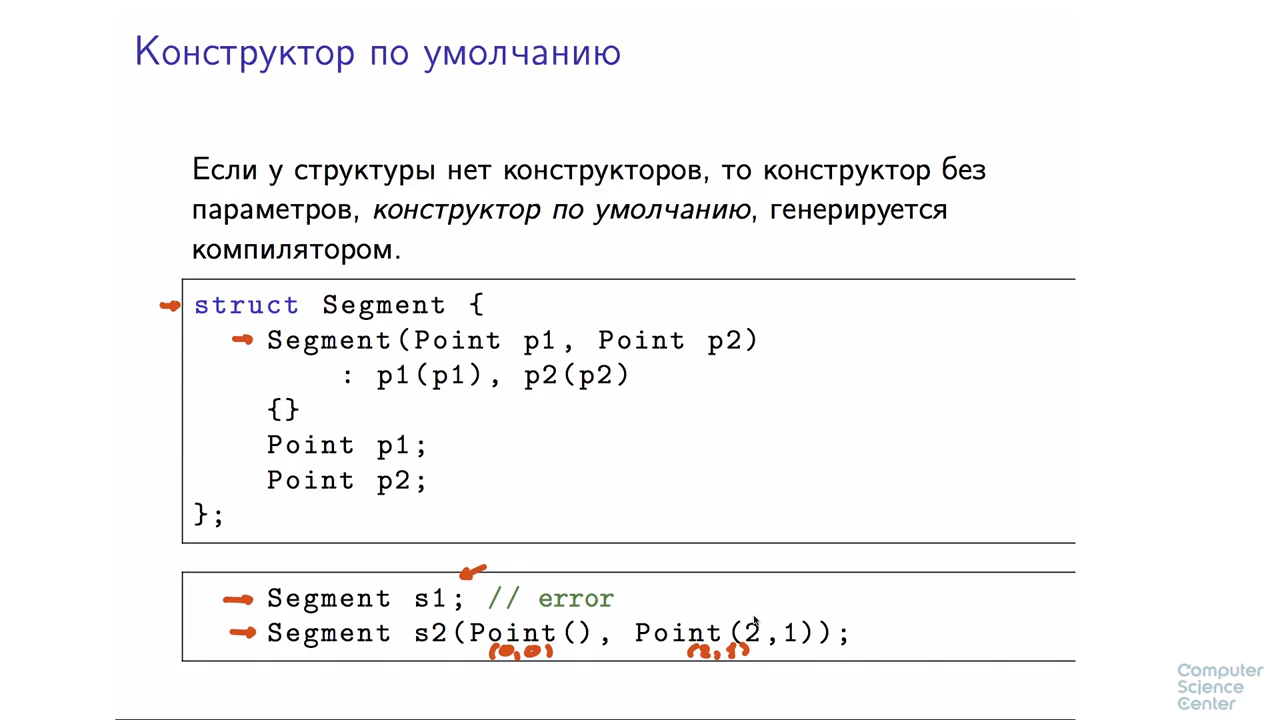 Конструктор по умолчанию
Если у структуры нет конструкторов, то конструктор без
параметров, конструктор по умолчанию, генерируется
компилятором.
struct Segment {
Segment(Point p1, Point p2)
: p1(p1), p2(p2)
{}
Point p1;
Point p2;
};
Segment s1; // error
Segment s2(Point(), Point(2,1));
(0,0) (2,1)
Computer
Science
Center